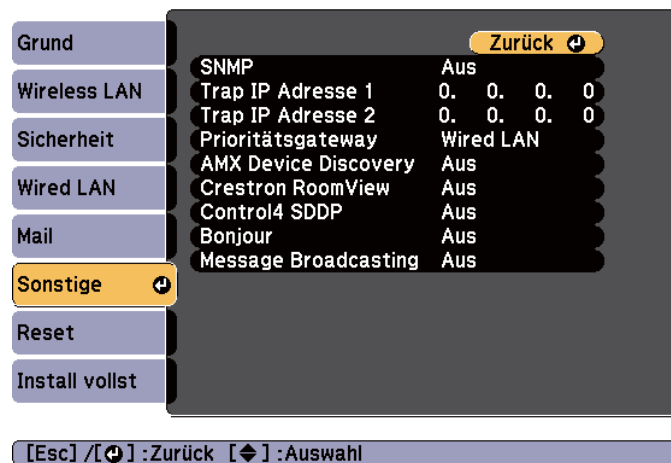 Grund
Wireless LAN
Sicherheit
Wired LAN
Mail
Sonstige
Reset
Install vollst
Zurück
SNMP Aus
Trap IP Adresse 1 0. 0. 0. 0
Trap IP Adresse 2 0. 0. 0. 0
Prioritätsgateway Wired LAN
AMX Device Discovery Aus
Crestron RoomView Aus
Control4 SDDP Aus
Bonjour Aus
Message Broadcasting Aus
[Esc] /[⏎] :Zurück [◆] :Auswahl